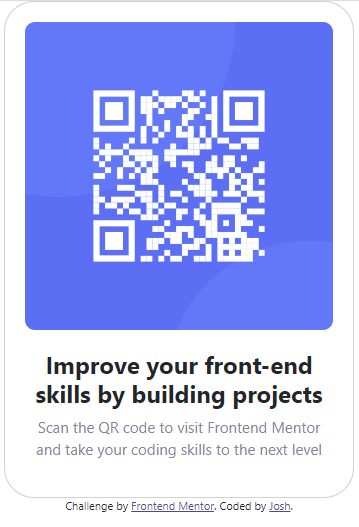 Improve your front-end
skills by building projects
Scan the QR code to visit Frontend Mentor
and take your coding skills to the next level
Challenge by Frontend Mentor. Coded by Josh.